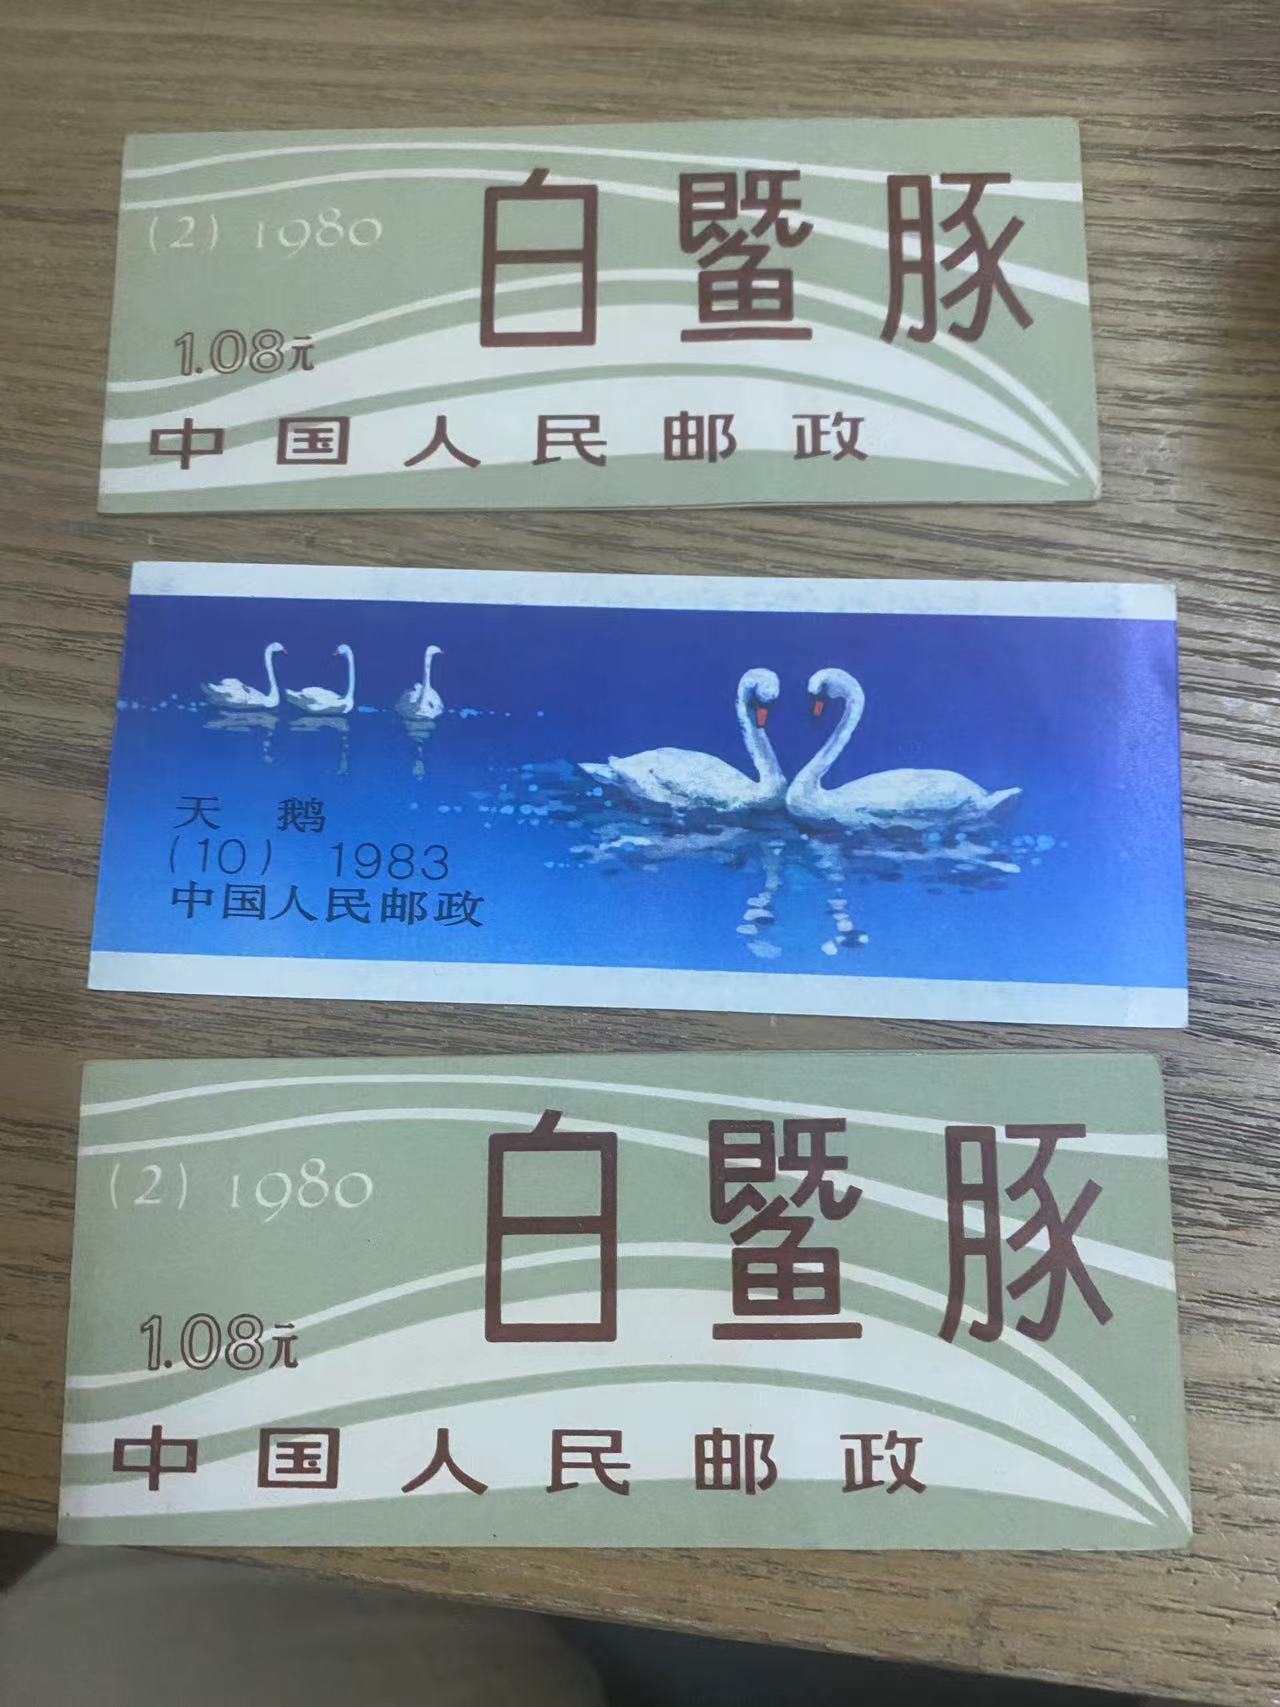 (2) 1980
白鱀豚
1.08元
中国人民邮政
天鹅
(10) 1983
中国人民邮政
(2) 1980
白鱀豚
1.08元
中国人民邮政